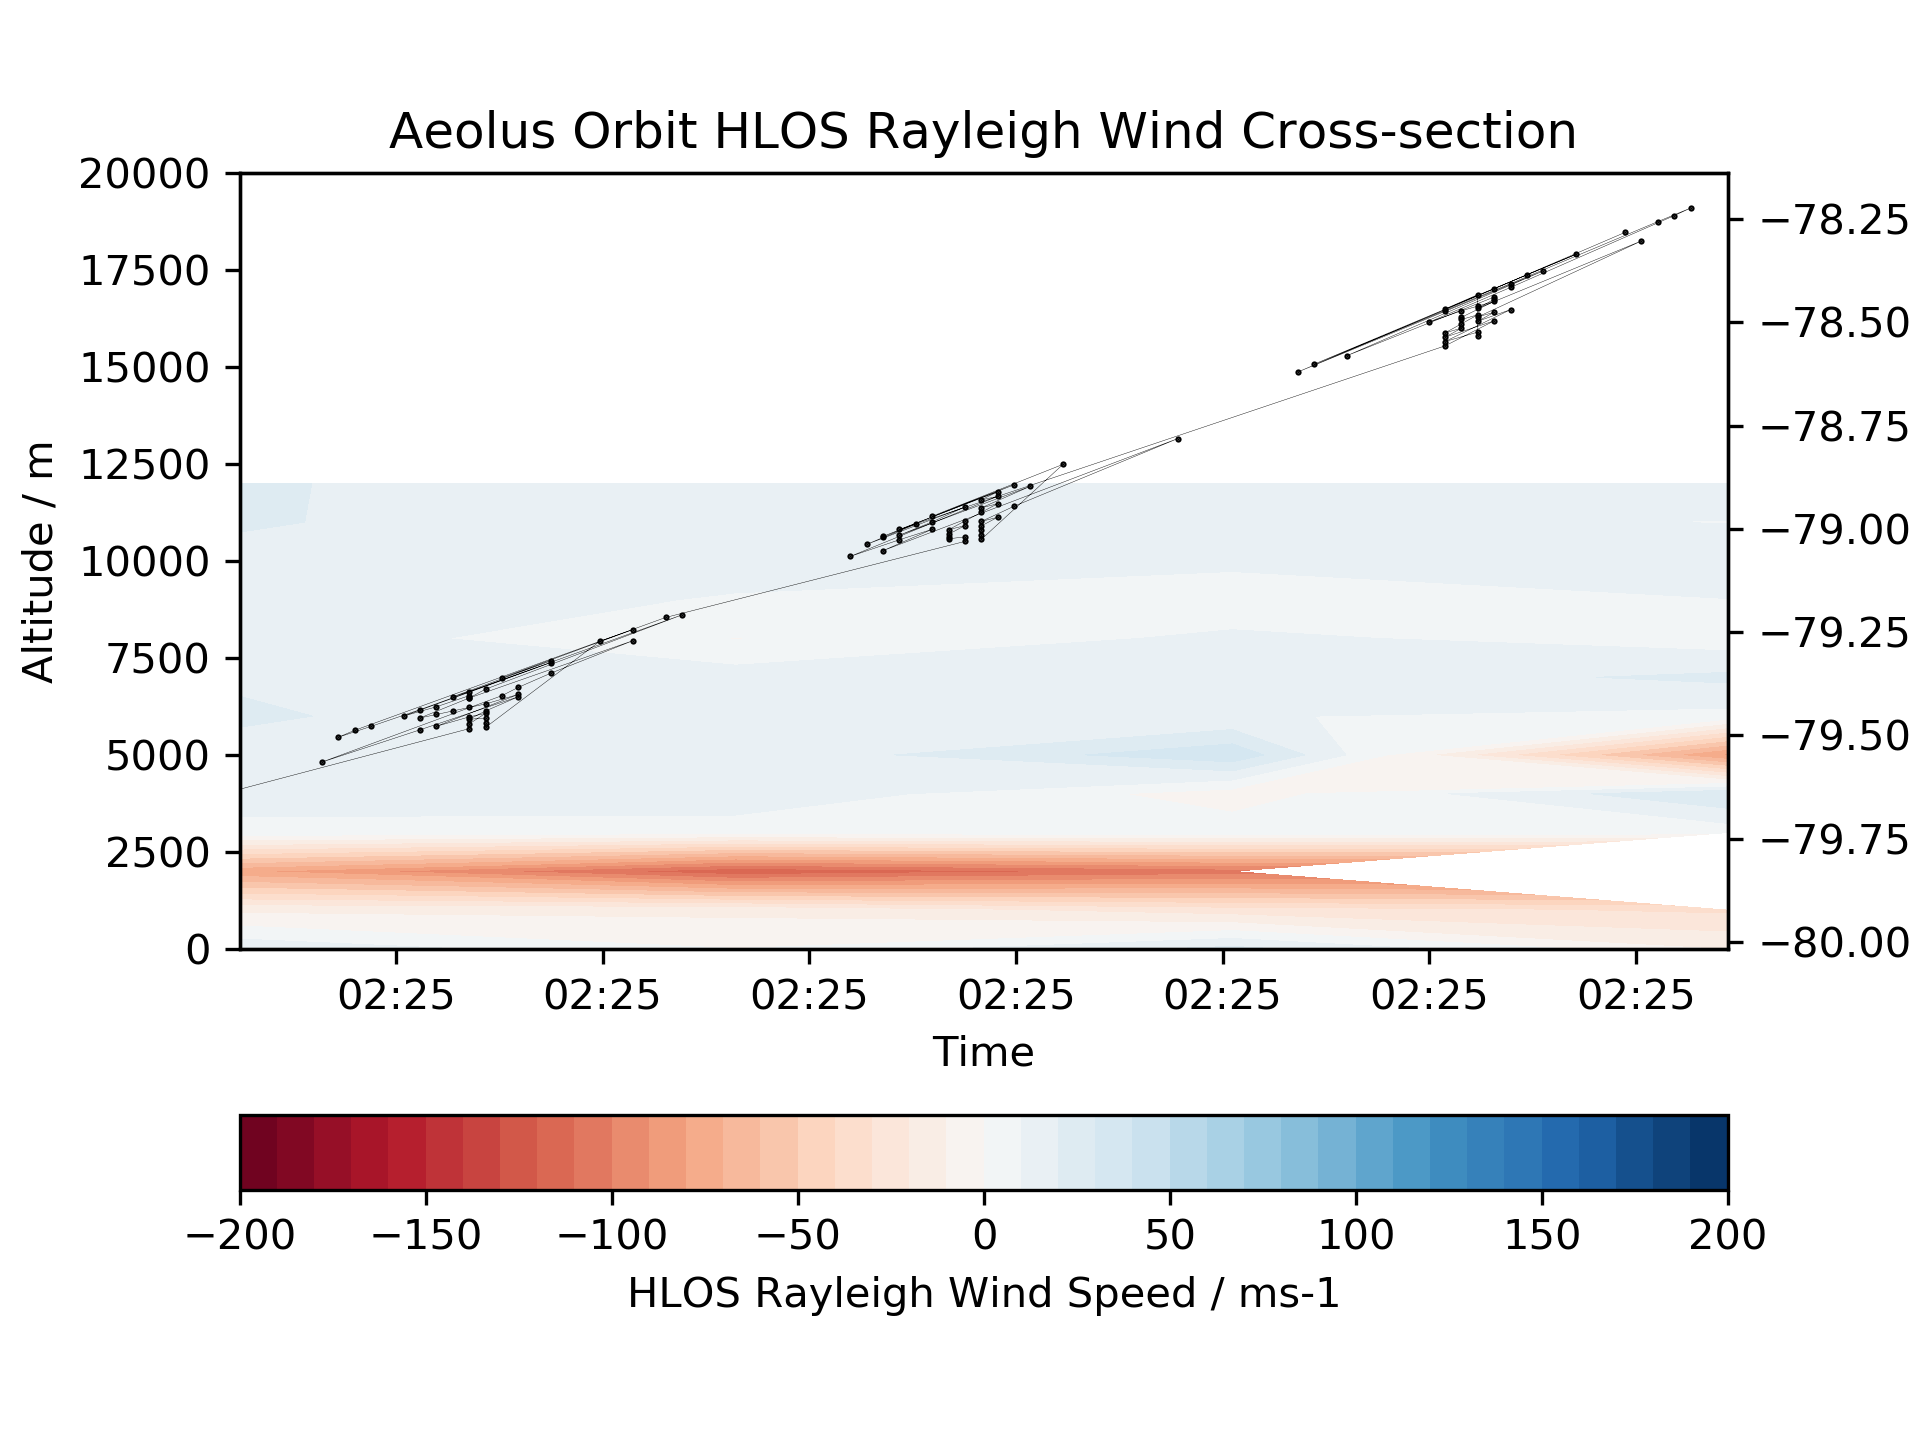 Aeolus Orbit HLOS Rayleigh Wind Cross-section
20000
17500
15000
12500
10000
7500
5000
2500
0
Altitude / m
−78.25
−78.50
−78.75
−79.00
−79.25
−79.50
−79.75
−80.00
02:25 02:25 02:25 02:25 02:25 02:25 02:25
Time
−200 −150 −100 −50 0 50 100 150 200
HLOS Rayleigh Wind Speed / ms-1